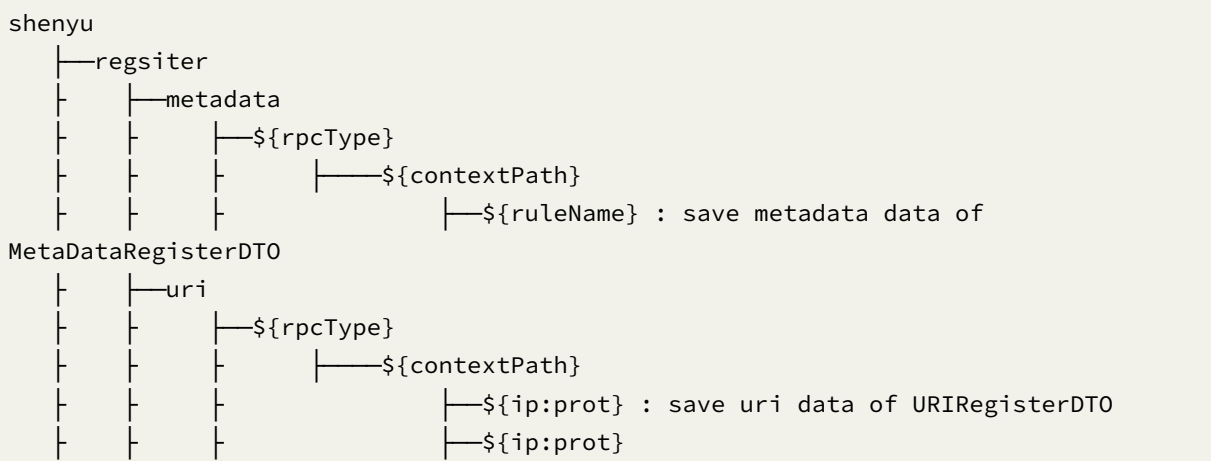 shenyu
├──regsiter
├ ├──metadata
├ ├ ├──${rpcType}
├ ├ ├ ├────${contextPath}
├ ├ ├ ├──${ruleName} : save metadata data of
MetaDataRegisterDTO
├ ├──uri
├ ├ ├──${rpcType}
├ ├ ├ ├────${contextPath}
├ ├ ├ ├──${ip:prot} : save uri data of URIRegisterDTO
├ ├ ├ ├──${ip:prot}